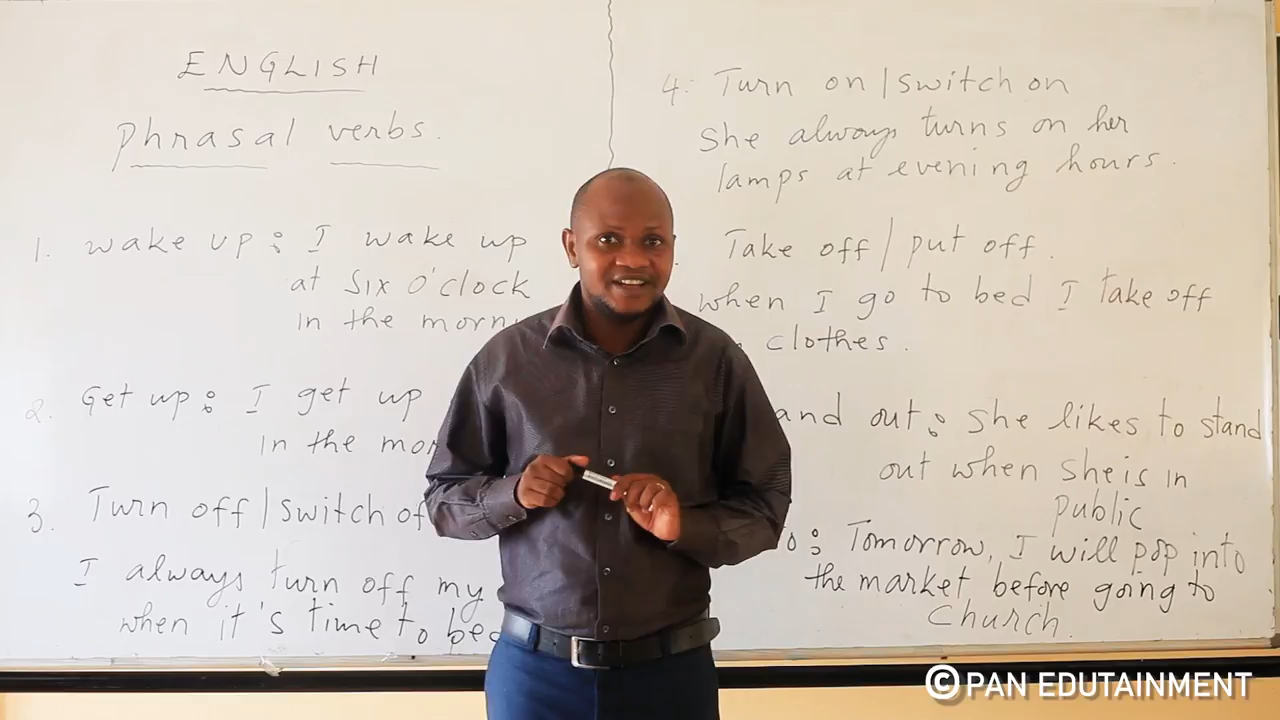 ENGLISH
Phrasal verbs.
1. wake up: I wake up
at six o'clock
in the morn
2. Get up: I get up
in the mor
3. Turn off/switch of
I always turn off my
when it's time to bed
4: Turn on/switch on
She always turns on her
lamps at evening hours.
Take off/put off.
when I go to bed I take off
clothes.
and out: She likes to stand
out when she is in
public
o: Tomorrow, I will pop into
the market, before going to
Church.
©PAN EDUTAINMENT